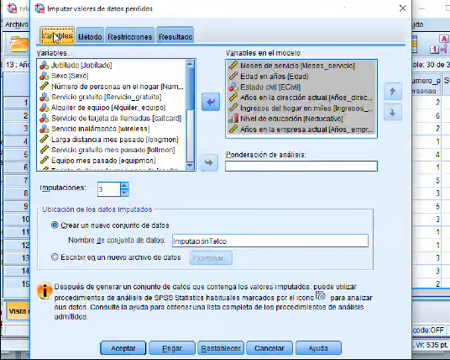 Imputar valores de datos perdidos
Archivo
Variables Método Restricciones Resultado
Variables:
Jubilado [Jubilado]
Sexo [Sexo]
Número de personas en el hogar [Num...
Servicio gratuito [Servicio_gratuito]
Alquiler de equipo [Alquiler_equipo]
Servicio de tarjeta de llamadas [callcard]
Servicio inalámbrico [wireless]
Larga distancia mes pasado [longmon]
Servicio gratuito mes pasado [tollmon]
Equipo mes pasado [equipmon]
Variables en el modelo:
Meses de servicio [Meses_servicio]
Edad en años [Edad]
Estado civil [ECivil]
Años en la dirección actual [Años_direc...
Ingresos del hogar en miles [Ingresos_...
Nivel de educación [Neducativo]
Años en la empresa actual [Años_empr...
Ponderación de análisis:
Imputaciones: 3
Ubicación de los datos imputados
Crear un nuevo conjunto de datos
Nombre de conjunto de datos: ImputaciónTelco
Escribir en un nuevo archivo de datos Examinar...
Después de generar un conjunto de datos que contenga los valores imputados, puede utilizar
procedimientos de análisis de SPSS Statistics habituales marcados por el icono para analizar
sus datos. Consulte la ayuda para obtener una lista completa de los procedimientos de análisis
admitidos.
Aceptar Pegar Restablecer Cancelar Ayuda
Vista
code:OFF
N, W: 535 pt.